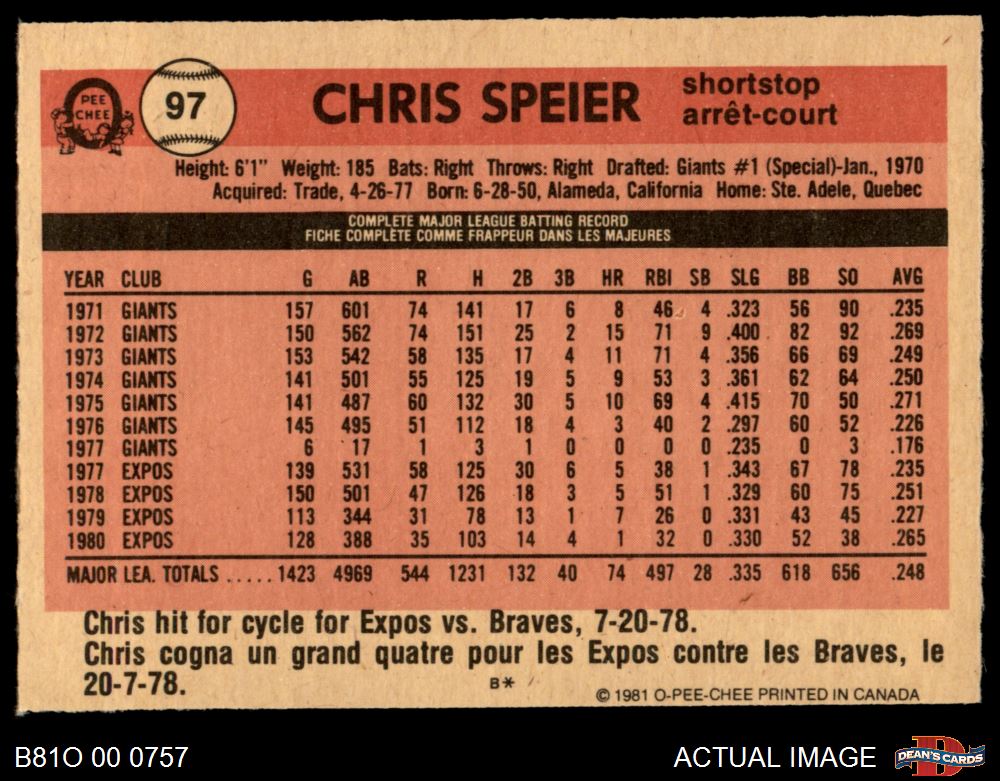 PEE
CHEE
97
CHRIS SPEIER
shortstop
arrêt-court
Height: 6'1" Weight: 185 Bats: Right Throws: Right Drafted: Giants #1 (Special)-Jan., 1970
Acquired: Trade, 4-26-77 Born: 6-28-50, Alameda, California Home: Ste. Adele, Quebec
COMPLETE MAJOR LEAGUE BATTING RECORD
FICHE COMPLÈTE COMME FRAPPEUR DANS LES MAJEURES
YEAR CLUB G AB R H 2B 3B HR RBI SB SLG BB SO AVG
1971 GIANTS 157 601 74 141 17 6 8 46 4 .323 56 90 .235
1972 GIANTS 150 562 74 151 25 2 15 71 9 .400 82 92 .269
1973 GIANTS 153 542 58 135 17 4 11 71 4 .356 66 69 .249
1974 GIANTS 141 501 55 125 19 5 9 53 3 .361 62 64 .250
1975 GIANTS 141 487 60 132 30 5 10 69 4 .415 70 50 .271
1976 GIANTS 145 495 51 112 18 4 3 40 2 .297 60 52 .226
1977 GIANTS 6 17 1 3 1 0 0 0 0 .235 0 3 .176
1977 EXPOS 139 531 58 125 30 6 5 38 1 .343 67 78 .235
1978 EXPOS 150 501 47 126 18 3 5 51 1 .329 60 75 .251
1979 EXPOS 113 344 31 78 13 1 7 26 0 .331 43 45 .227
1980 EXPOS 128 388 35 103 14 4 1 32 0 .330 52 38 .265
MAJOR LEA. TOTALS ..... 1423 4969 544 1231 132 40 74 497 28 .335 618 656 .248
Chris hit for cycle for Expos vs. Braves, 7-20-78.
Chris cogna un grand quatre pour les Expos contre les Braves, le
20-7-78.
B*
© 1981 O-PEE-CHEE PRINTED IN CANADA
B81O 00 0757
ACTUAL IMAGE
DEAN'S CARDS